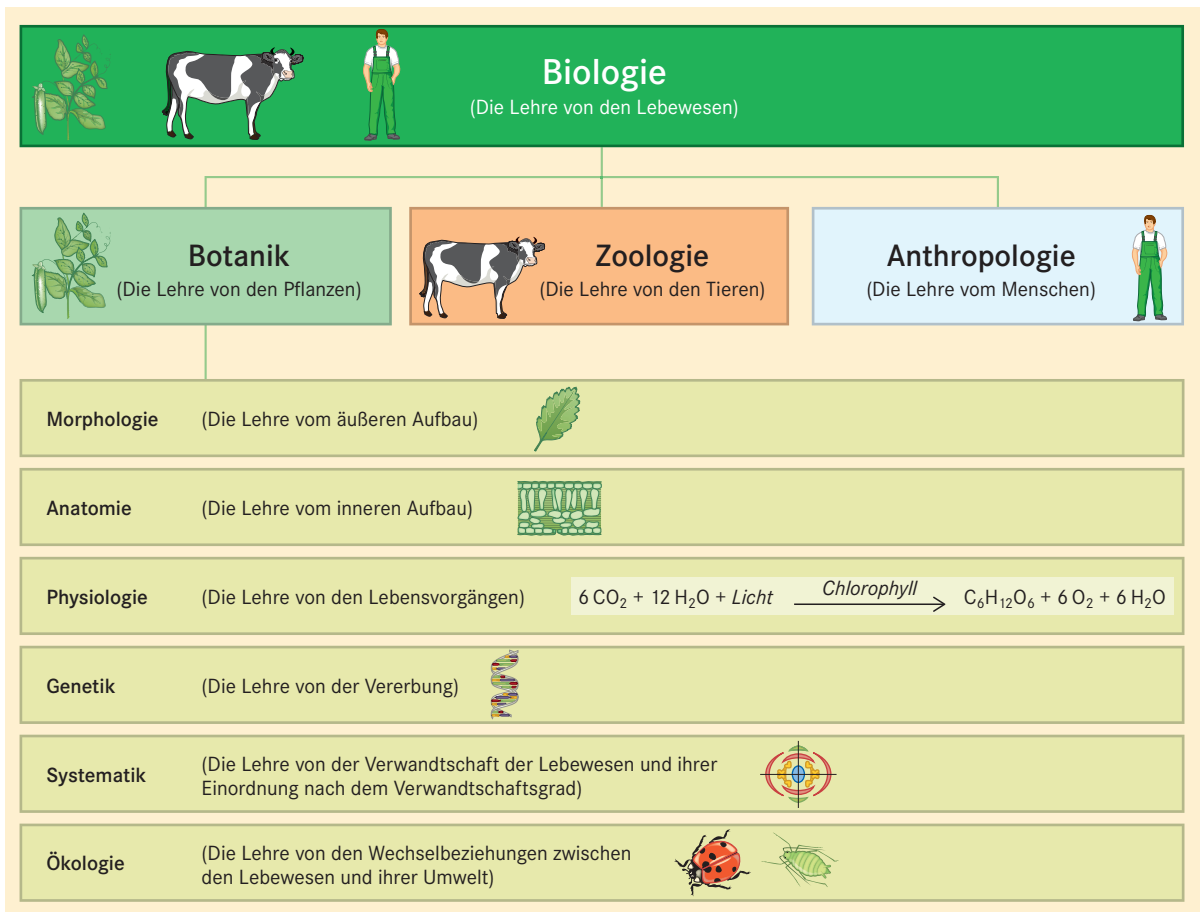 Biologie
(Die Lehre von den Lebewesen)
Botanik
(Die Lehre von den Pflanzen)
Zoologie
(Die Lehre von den Tieren)
Anthropologie
(Die Lehre vom Menschen)
Morphologie (Die Lehre vom äußeren Aufbau)
Anatomie (Die Lehre vom inneren Aufbau)
Physiologie (Die Lehre von den Lebensvorgängen) 6 CO₂ + 12 H₂O + Licht Chlorophyll → C₆H₁₂O₆ + 6 O₂ + 6 H₂O
Genetik (Die Lehre von der Vererbung)
Systematik (Die Lehre von der Verwandtschaft der Lebewesen und ihrer
Einordnung nach dem Verwandtschaftsgrad)
Ökologie (Die Lehre von den Wechselbeziehungen zwischen
den Lebewesen und ihrer Umwelt)